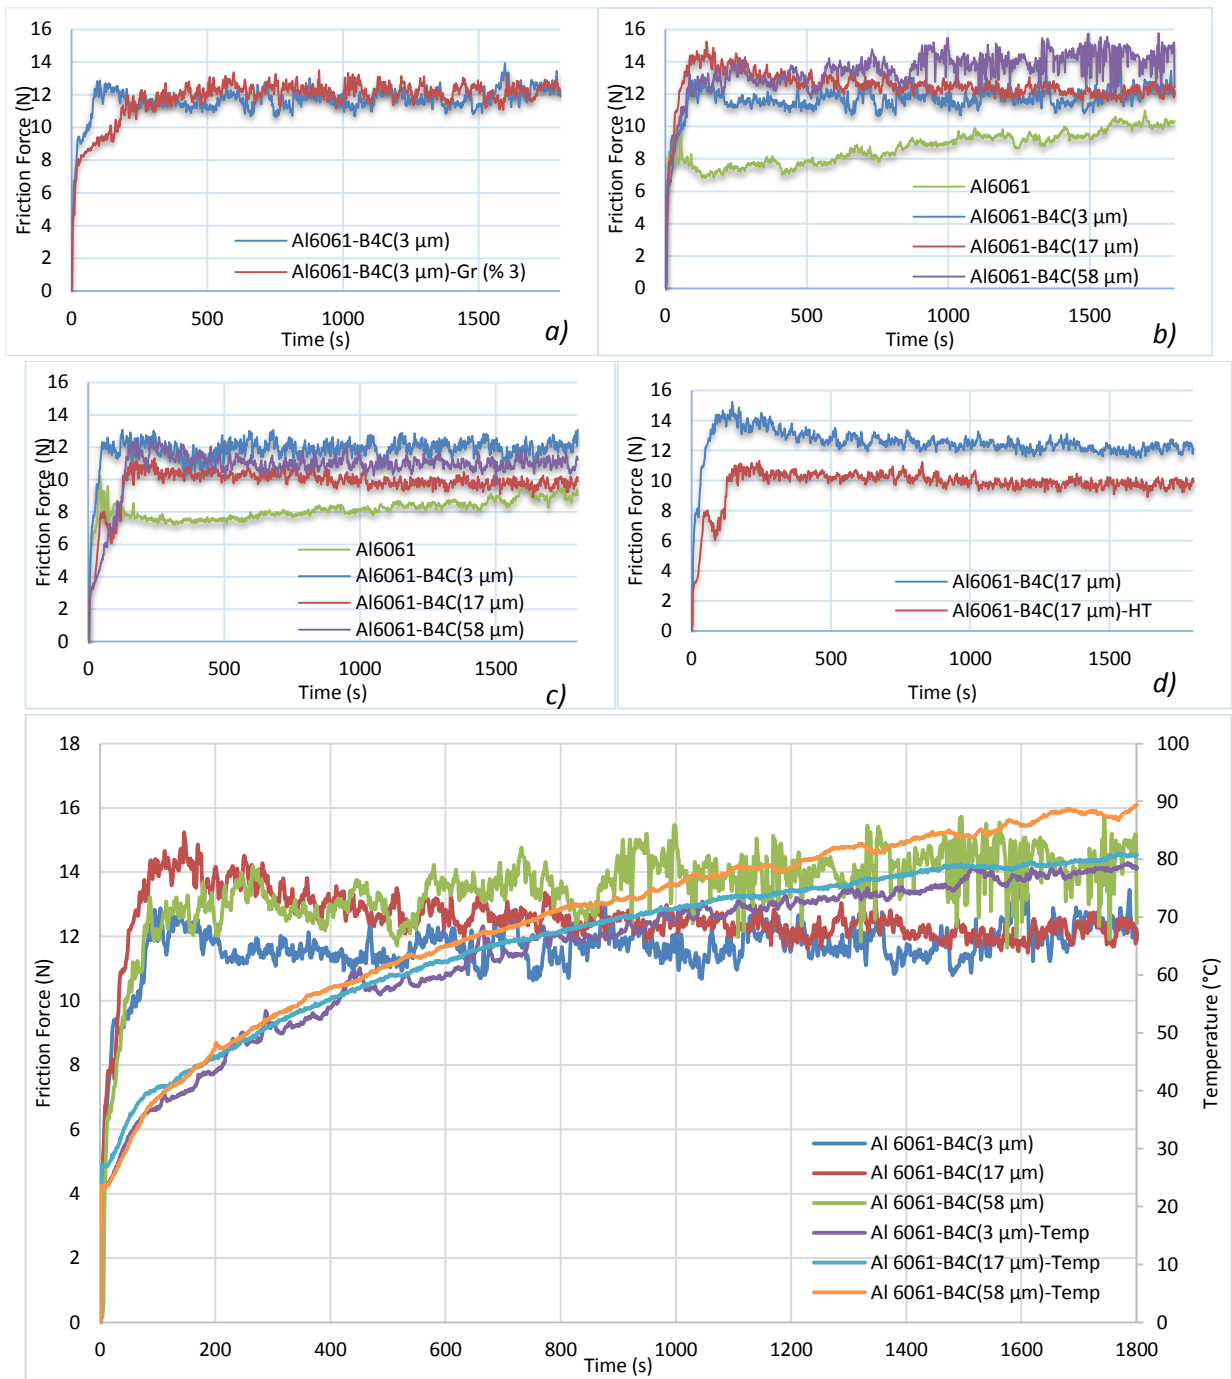 16
14
12
10
8
6
4
2
0
Friction Force (N)
Al6061-B4C(3 µm)
Al6061-B4C(3 µm)-Gr (% 3)
0
500
1000
1500
Time (s)
a)
16
14
12
10
8
6
4
2
0
Friction Force (N)
Al6061
Al6061-B4C(3 µm)
Al6061-B4C(17 µm)
Al6061-B4C(58 µm)
0
500
1000
1500
Time (s)
b)
16
14
12
10
8
6
4
2
0
Friction Force (N)
Al6061
Al6061-B4C(3 µm)
Al6061-B4C(17 µm)
Al6061-B4C(58 µm)
0
500
1000
1500
Time (s)
c)
16
14
12
10
8
6
4
2
0
Friction Force (N)
Al6061-B4C(17 µm)
Al6061-B4C(17 µm)-HT
0
500
1000
1500
Time (s)
d)
18
16
14
12
10
8
6
4
2
0
Friction Force (N)
100
90
80
70
60
50
40
30
20
10
0
Temperature (°C)
Al 6061-B4C(3 µm)
Al 6061-B4C(17 µm)
Al 6061-B4C(58 µm)
Al 6061-B4C(3 µm)-Temp
Al 6061-B4C(17 µm)-Temp
Al 6061-B4C(58 µm)-Temp
0
200
400
600
800
1000
1200
1400
1600
1800
Time (s)